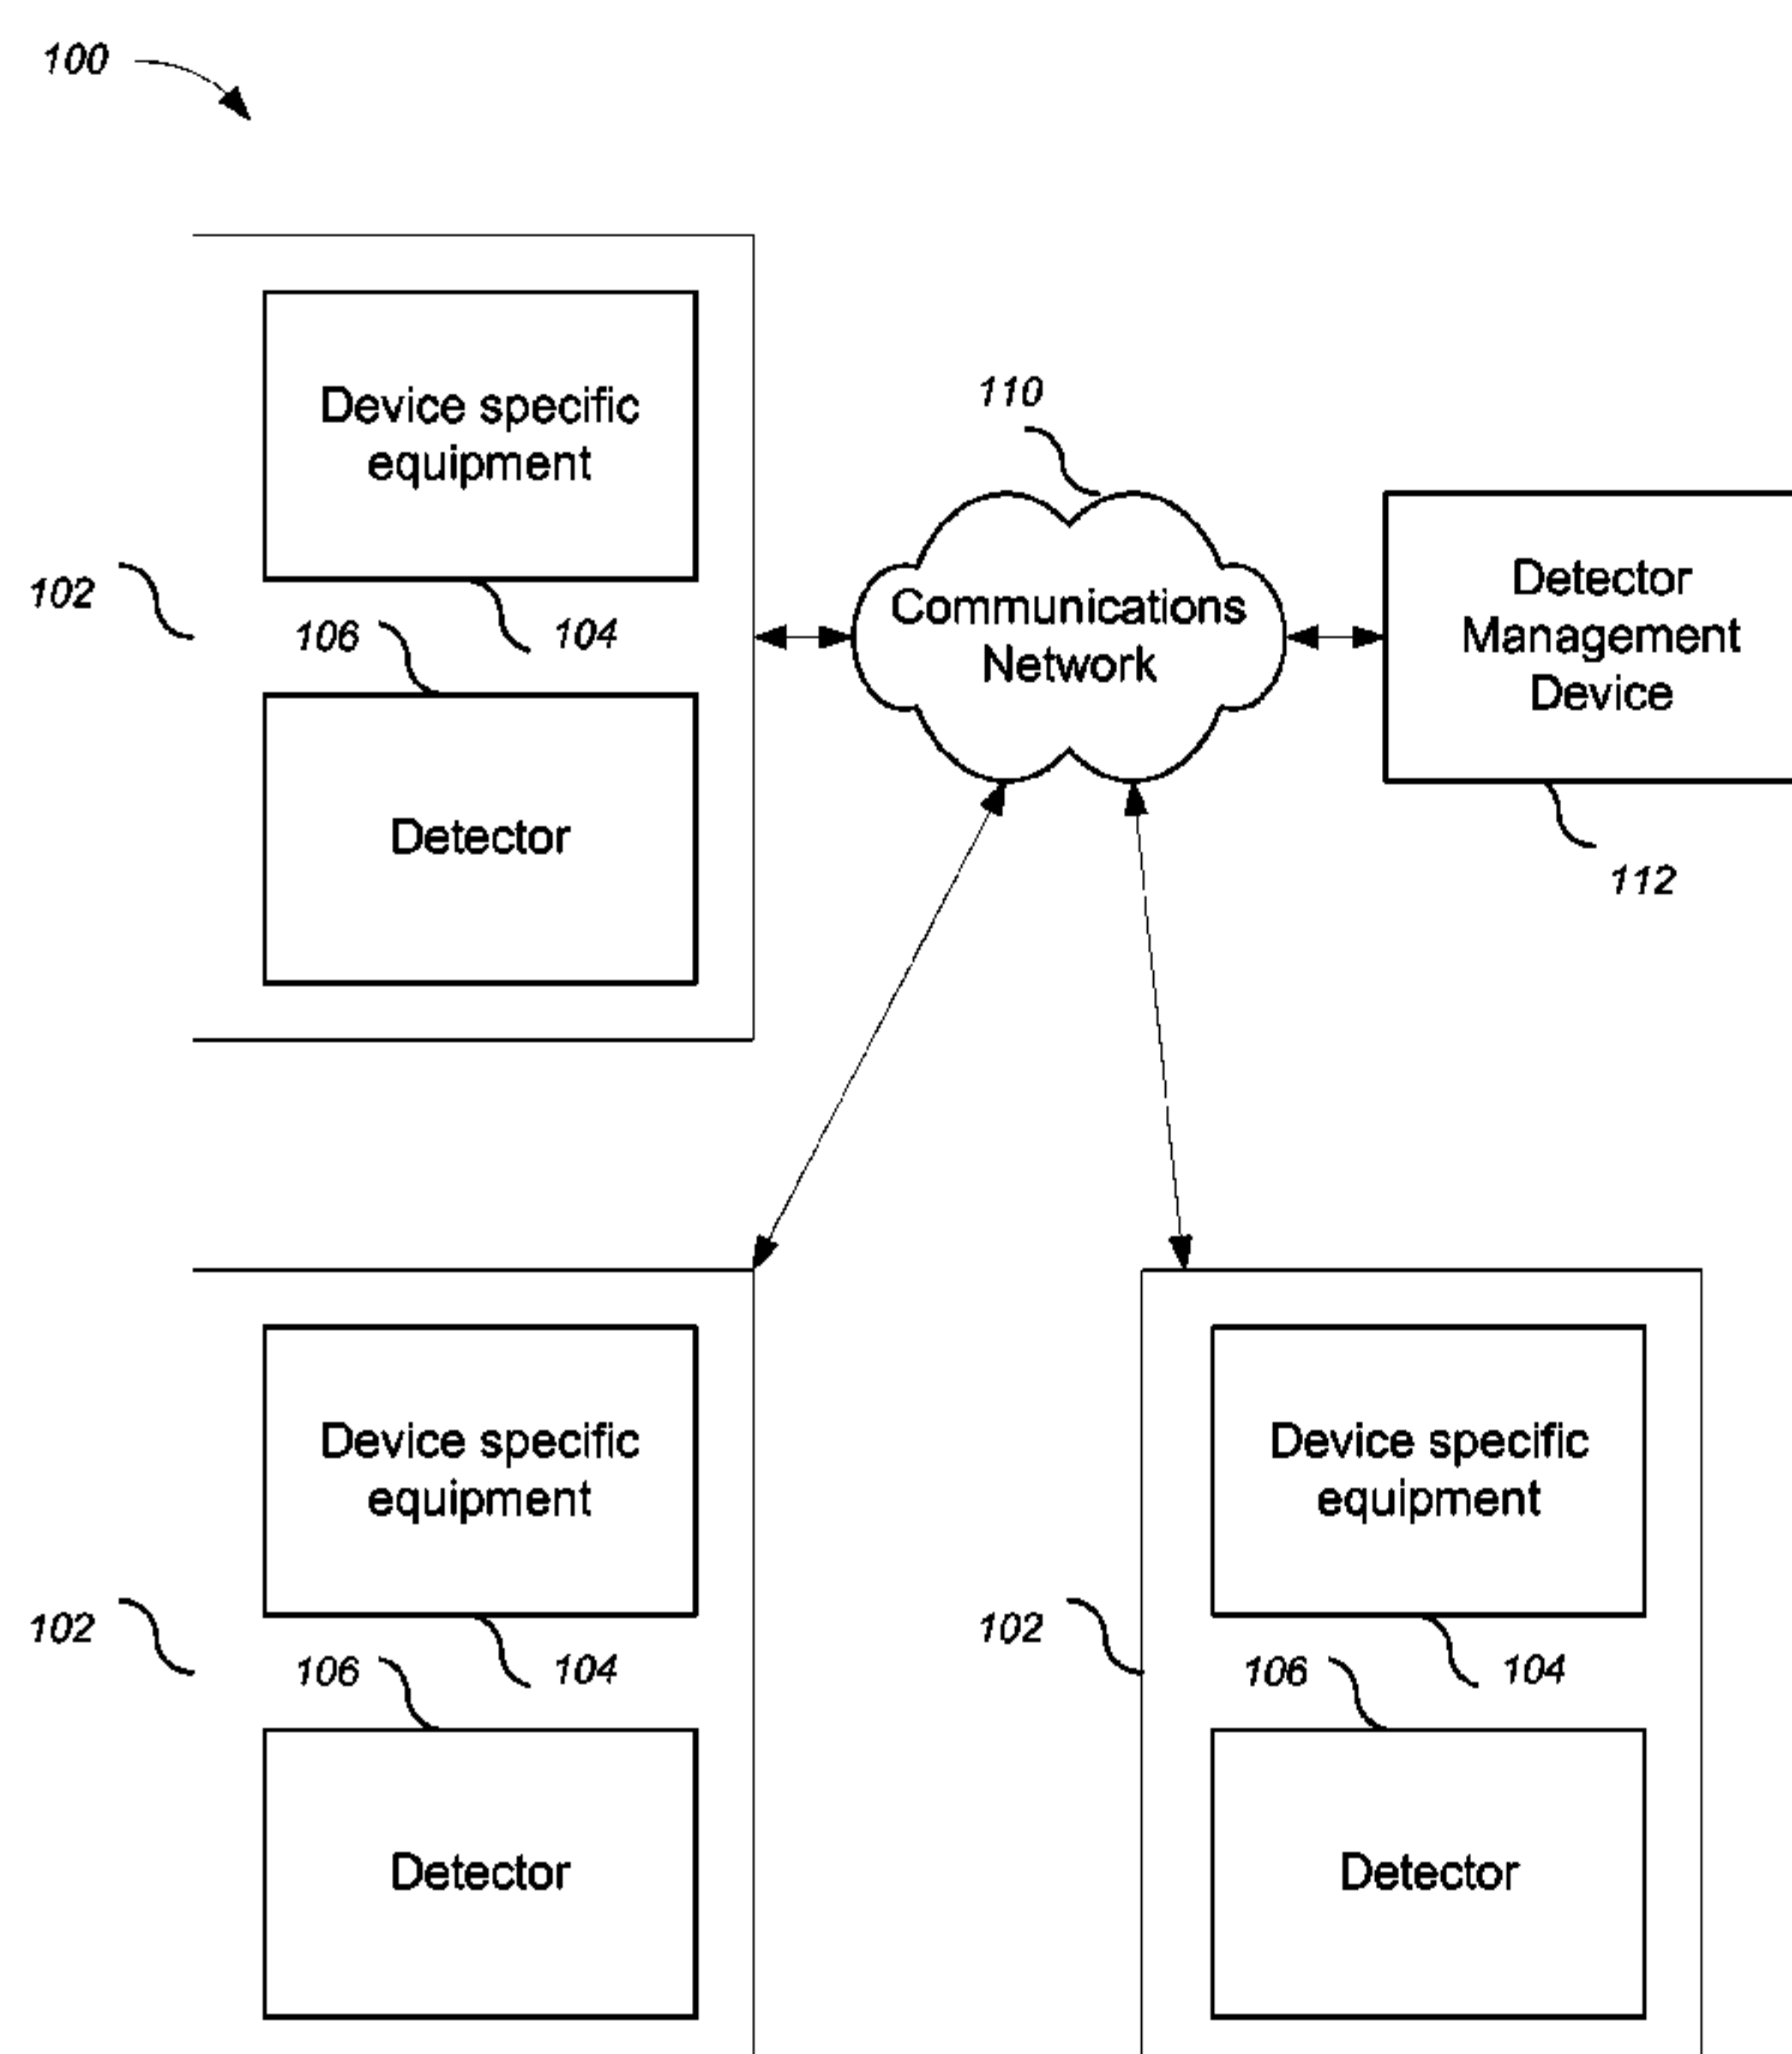 100
Device specific
equipment
102
106
104
Detector
110
Communications
Network
Detector
Management
Device
112
Device specific
equipment
102
106
104
Detector
Device specific
equipment
102
106
104
Detector